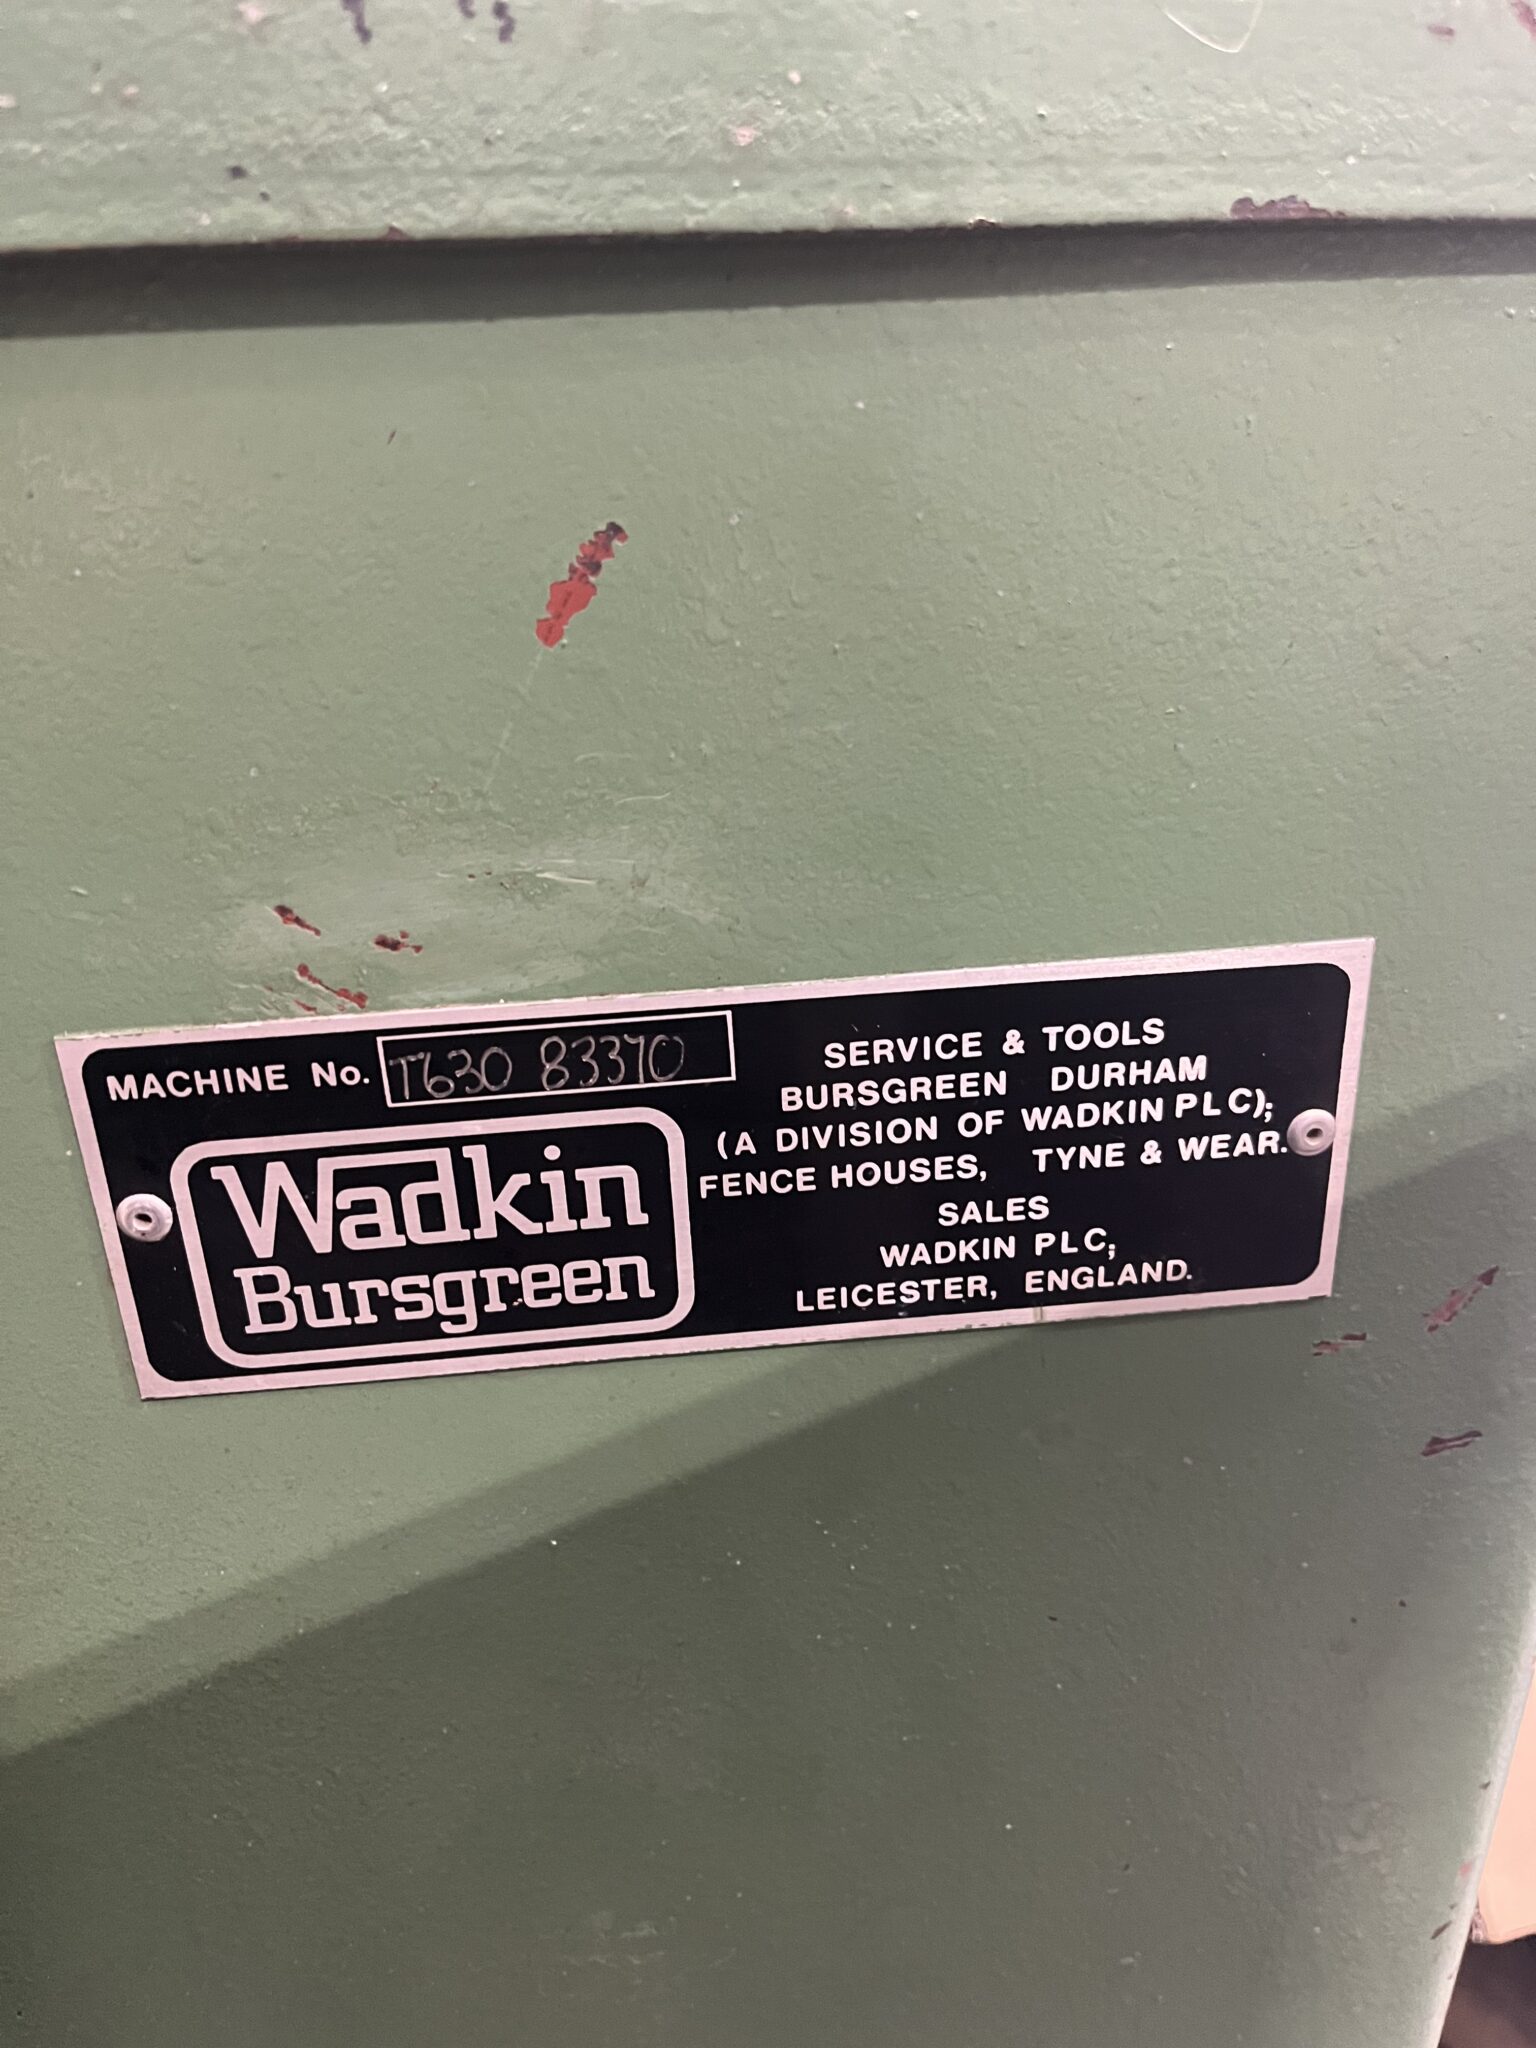 MACHINE No. T630 83370
Wadkin
Bursgreen
SERVICE & TOOLS
BURSGREEN DURHAM
(A DIVISION OF WADKIN PLC);
FENCE HOUSES, TYNE & WEAR.
SALES
WADKIN PLC;
LEICESTER, ENGLAND.